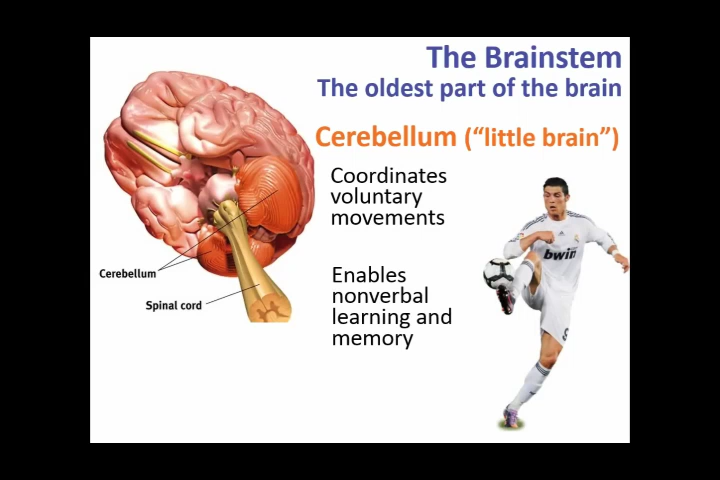 The Brainstem
The oldest part of the brain
Cerebellum (“little brain”)
Coordinates
voluntary
movements
Enables
nonverbal
learning and
memory
Cerebellum
Spinal cord
bwin